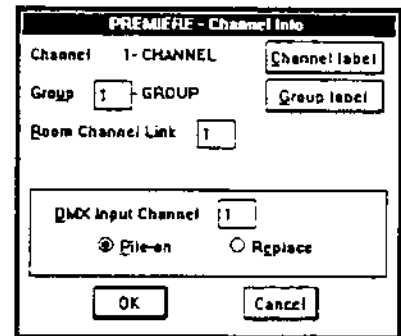 PREMIERE - Channel Info
Channel 1- CHANNEL Channel label
Group 1 - GROUP Group label
Room Channel Link 1
DMX Input Channel 1
Pile-on Replace
OK Cancel